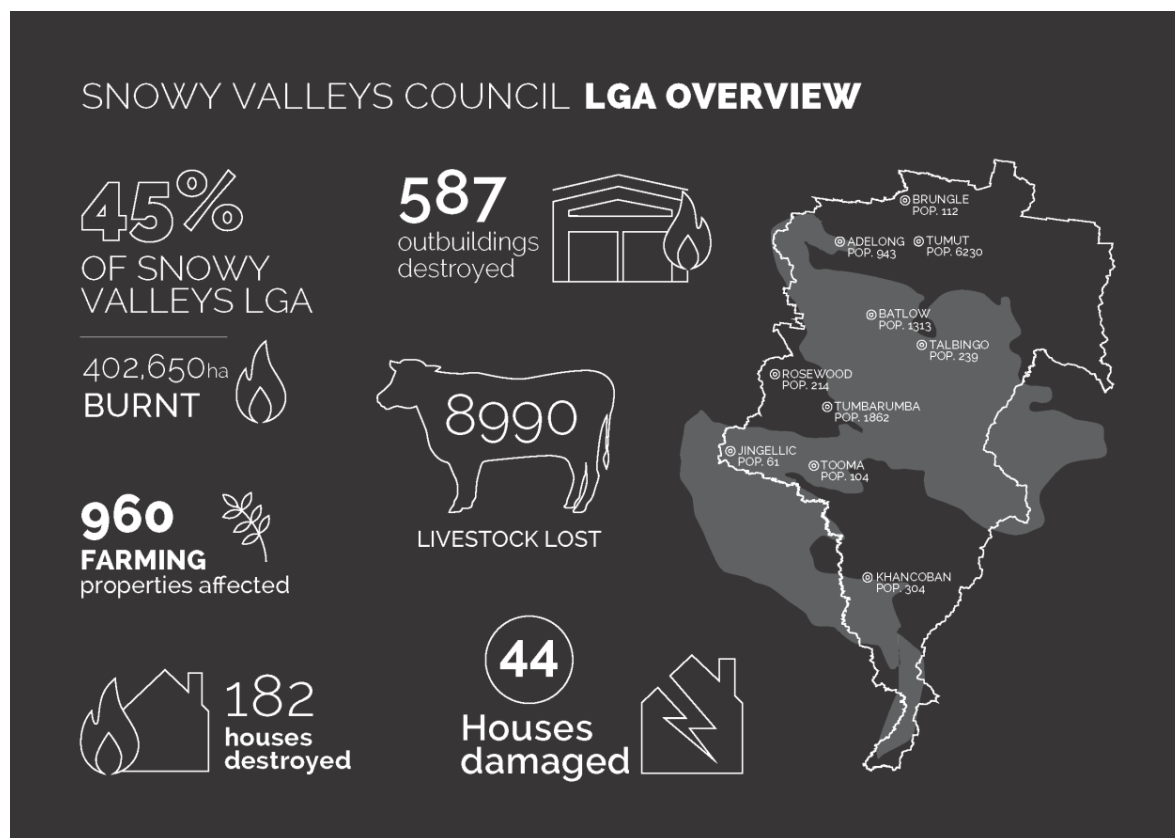 SNOWY VALLEYS COUNCIL LGA OVERVIEW
45%
OF SNOWY
VALLEYS LGA
402,650ha
BURNT
960
FARMING
properties affected
182
houses
destroyed
587
outbuildings
destroyed
8990
LIVESTOCK LOST
44
Houses
damaged
BRUNGLE
POP. 112
ADELONG
POP. 943
TUMUT
POP. 6230
BATLOW
POP. 1313
TALBINGO
POP. 239
ROSEWOOD
POP. 214
TUMBARUMBA
POP. 1862
JINGELLIC
POP. 61
TOOMA
POP. 104
KHANCOBAN
POP. 304